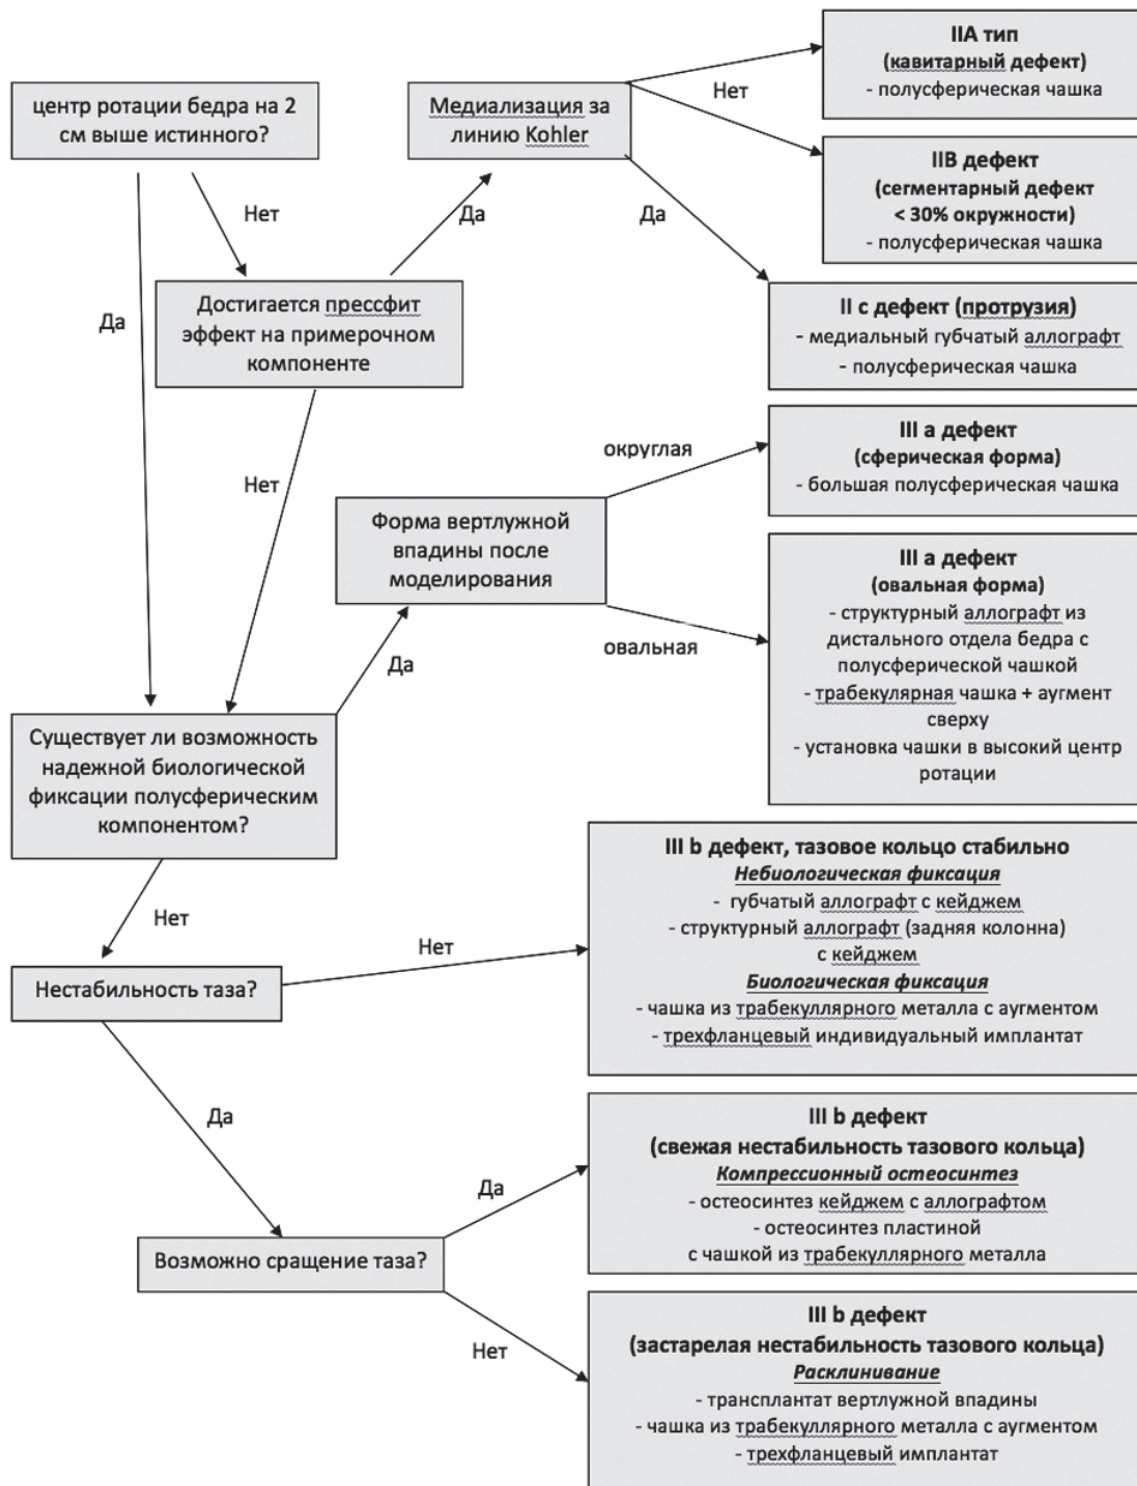 центр ротации бедра на 2
см выше истинного?
Медиализация за
линию Kohler
IIA тип
(кавитарный дефект)
- полусферическая чашка
Нет
IIB дефект
(сегментарный дефект
< 30% окружности)
- полусферическая чашка
Нет
Да
Да
Да
Достигается прессфит
эффект на примерочном
компоненте
II с дефект (протрузия)
- медиальный губчатый аллографт
- полусферическая чашка
Нет
Форма вертлужной
впадины после
моделирования
округлая
III а дефект
(сферическая форма)
- большая полусферическая чашка
овальная
III а дефект
(овальная форма)
- структурный аллографт из
дистального отдела бедра с
полусферической чашкой
- трабекулярная чашка + аугмент
сверху
- установка чашки в высокий центр
ротации
Да
Существует ли возможность
надежной биологической
фиксации полусферическим
компонентом?
Нет
Нестабильность таза?
Нет
III b дефект, тазовое кольцо стабильно
Небиологическая фиксация
- губчатый аллографт с кейджем
- структурный аллографт (задняя колонна)
с кейджем
Биологическая фиксация
- чашка из трабекуллярного металла с аугментом
- трехфланцевый индивидуальный имплантат
Да
Возможно сращение таза?
Да
III b дефект
(свежая нестабильность тазового кольца)
Компрессионный остеосинтез
- остеосинтез кейджем с аллографтом
- остеосинтез пластиной
с чашкой из трабекуллярного металла
Нет
III b дефект
(застарелая нестабильность тазового кольца)
Расклинивание
- трансплантат вертлужной впадины
- чашка из трабекуллярного металла с аугментом
- трехфланцевый имплантат